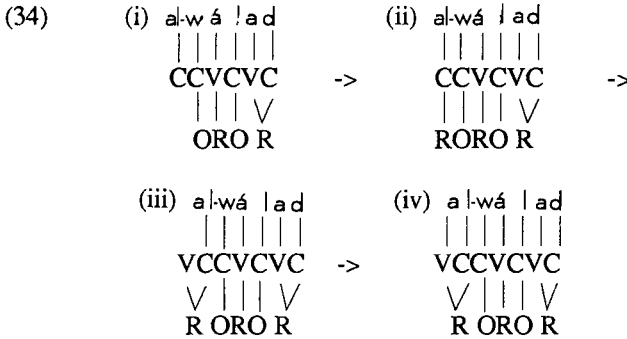 (34) (i) al-wá lad (ii) al-wá lad
CCVCVC -> CCVCVC ->
ORO R RORO R
(iii) al-wá lad (iv) al-wá lad
VCCVCVC -> VCCVCVC
R ORO R R ORO R